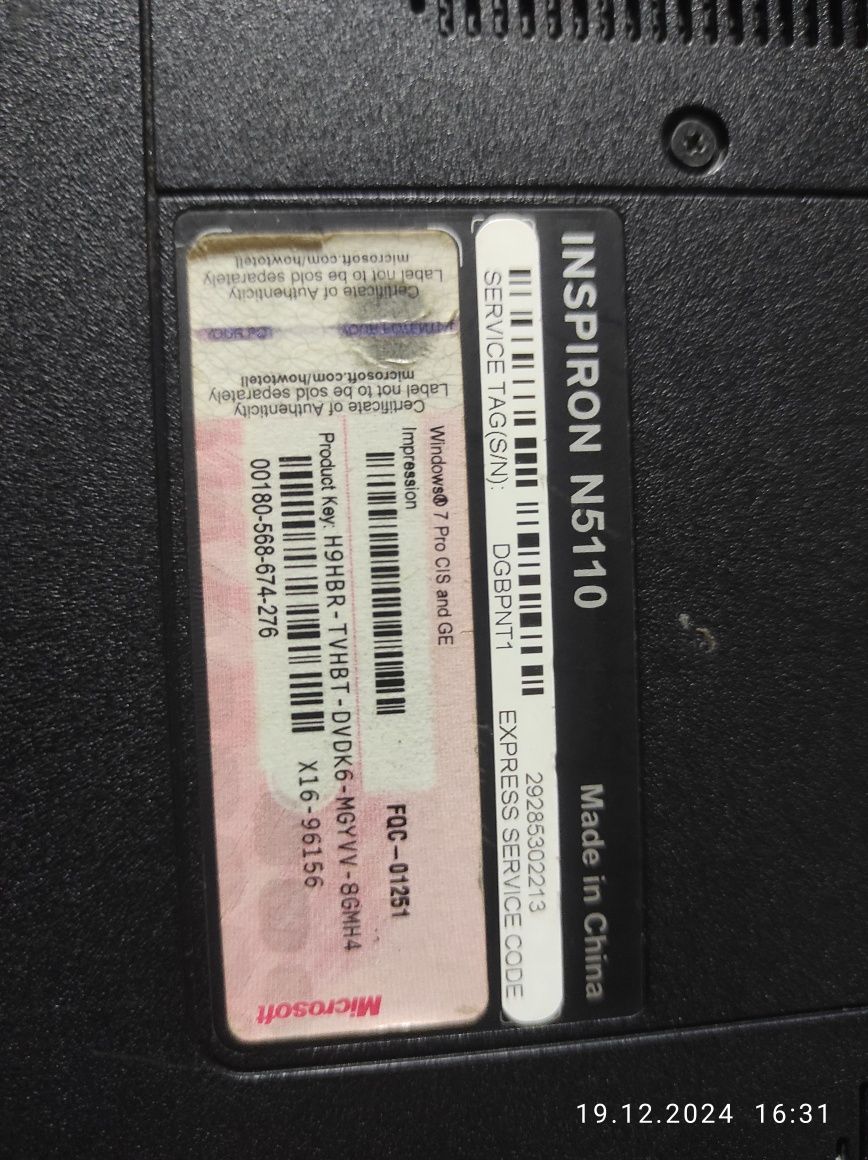 INSPIRON N5110 Made in China
29285302213
SERVICE TAG(S/N): DGBPNT1 EXPRESS SERVICE CODE
Windows® 7 Pro CIS and GE
Impression
FQC-01251
Product Key: H9HBR-TVHBT-DVDK6-MGYVV-8GMH4
X16-96156
00180-568-674-276
Certificate of Authenticity
Label not to be sold separately
microsoft.com/howtotell
Certificate of Authenticity
Label not to be sold separately
microsoft.com/howtotell
Microsoft
19.12.2024 16:31